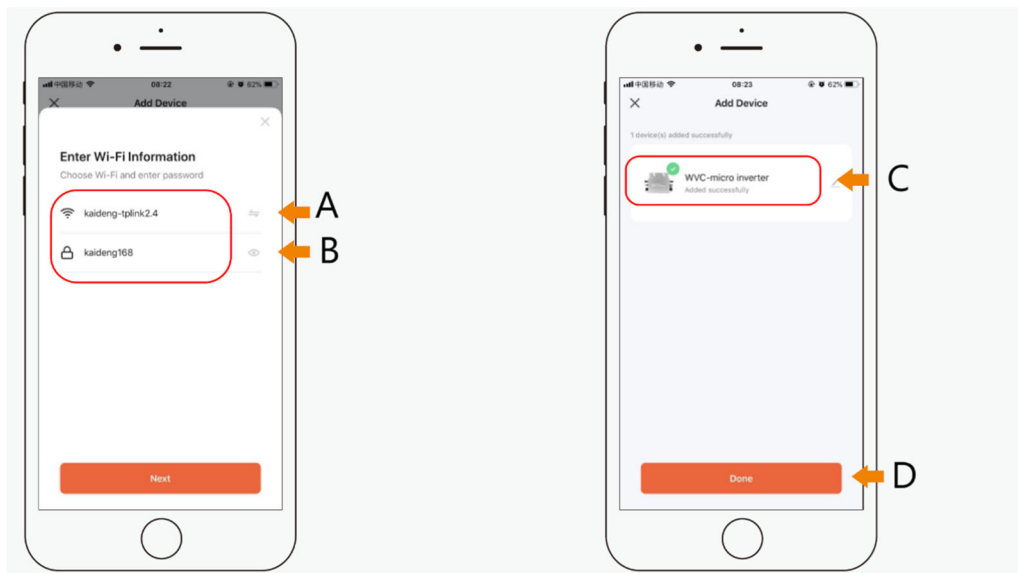 中国移动 08:22 62%
Add Device
Enter Wi-Fi Information
Choose Wi-Fi and enter password
kaideng-tplink2.4
A
kaideng168
B
Next
中国移动 08:23 62%
Add Device
1 device(s) added successfully
WVC-micro inverter
Added successfully
C
Done
D